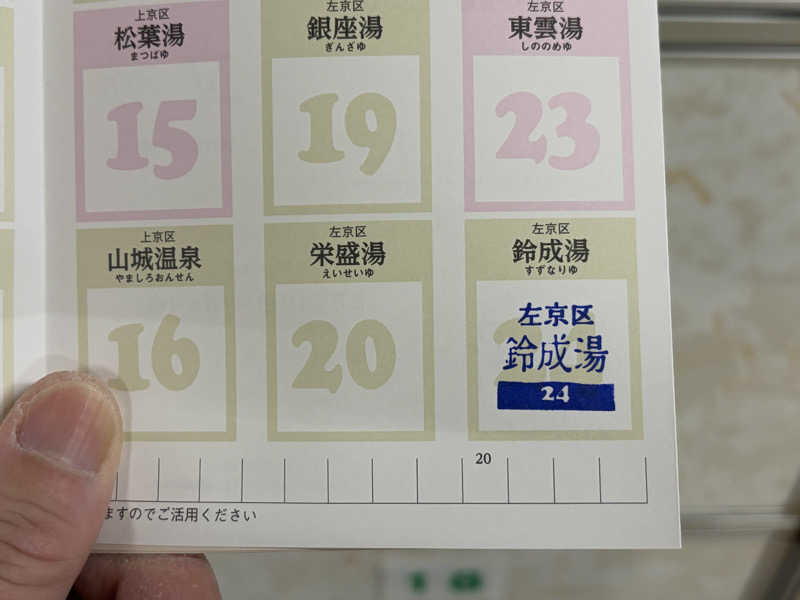 上京区
松葉湯
まつばゆ
15
左京区
銀座湯
ぎんざゆ
19
左京区
東雲湯
しののめゆ
23
上京区
山城温泉
やましろおんせん
16
左京区
栄盛湯
えいせいゆ
20
左京区
鈴成湯
すずなりゆ
左京区
鈴成湯
24
20
ますのでご活用ください